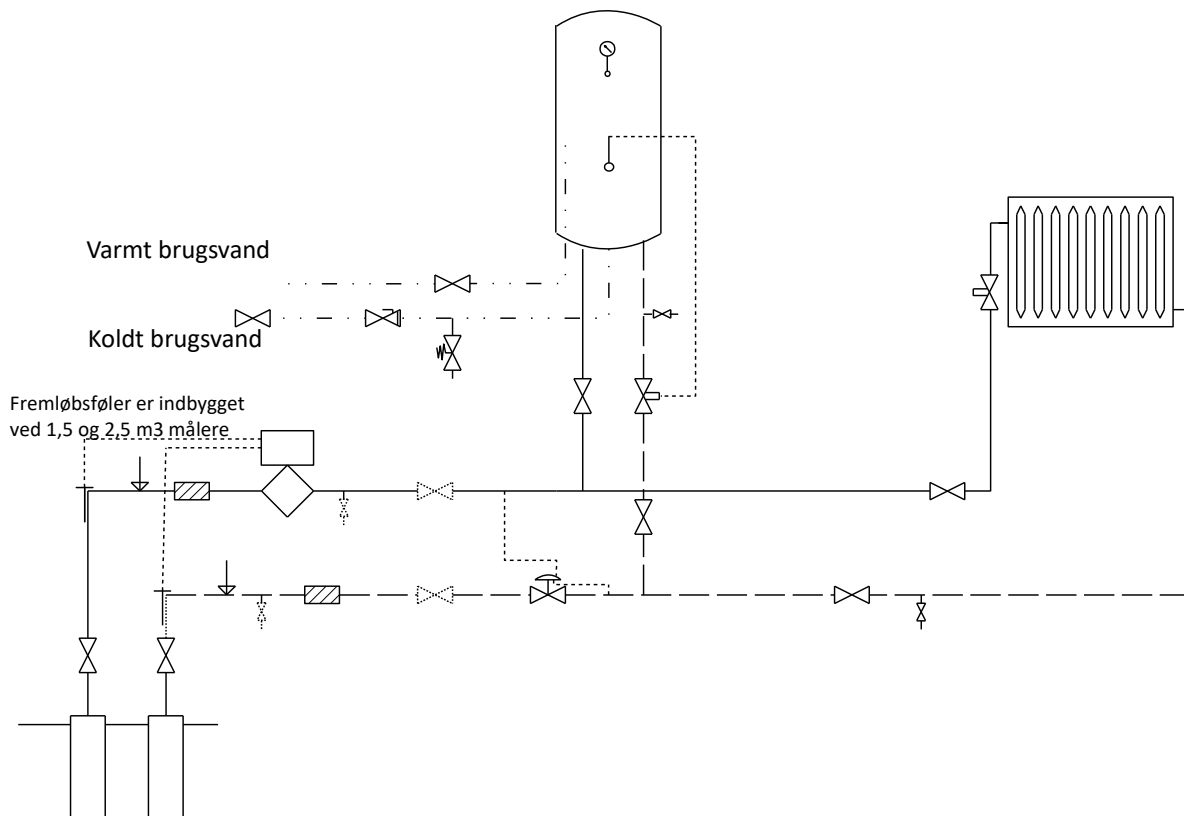 Varmt brugsvand
Koldt brugsvand
Fremløbsføler er indbygget
ved 1,5 og 2,5 m3 målere